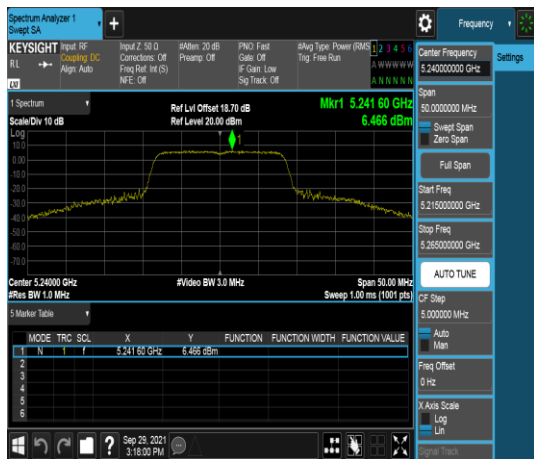 Spectrum Analyzer 1
Swept SA
Frequency
KEYSIGHT
RL
Input: RF
Coupling: DC
Align: Auto
Input Z: 50 Ω
Corrections: Off
Freq Ref: Int (S)
NFE: Off
#Atten: 20 dB
Preamp: Off
PNO: Fast
Gate: Off
IF Gain: Low
Sig Track: Off
#Avg Type: Power (RMS
Trig: Free Run
1 2 3 4 5 6
A W W W W W
A N N N N N
Center Frequency
5.240000000 GHz
Settings
Span
50.0000000 MHz
Swept Span
Zero Span
Full Span
Start Freq
5.215000000 GHz
Stop Freq
5.265000000 GHz
AUTO TUNE
CF Step
5.000000 MHz
Auto
Man
Freq Offset
0 Hz
X Axis Scale
Log
Lin
Signal Track
1 Spectrum
Scale/Div 10 dB
Ref Lvl Offset 18.70 dB
Ref Level 20.00 dBm
Mkr1 5.241 60 GHz
6.466 dBm
Log
10.0
0.00
-10.0
-20.0
-30.0
-40.0
-50.0
-60.0
-70.0
1
Center 5.24000 GHz
#Res BW 1.0 MHz
#Video BW 3.0 MHz
Span 50.00 MHz
Sweep 1.00 ms (1001 pts)
5 Marker Table
MODE TRC SCL X Y FUNCTION FUNCTION WIDTH FUNCTION VALUE
1 N 1 f 5.241 60 GHz 6.466 dBm
2
3
4
5
6
Sep 29, 2021
3:18:00 PM